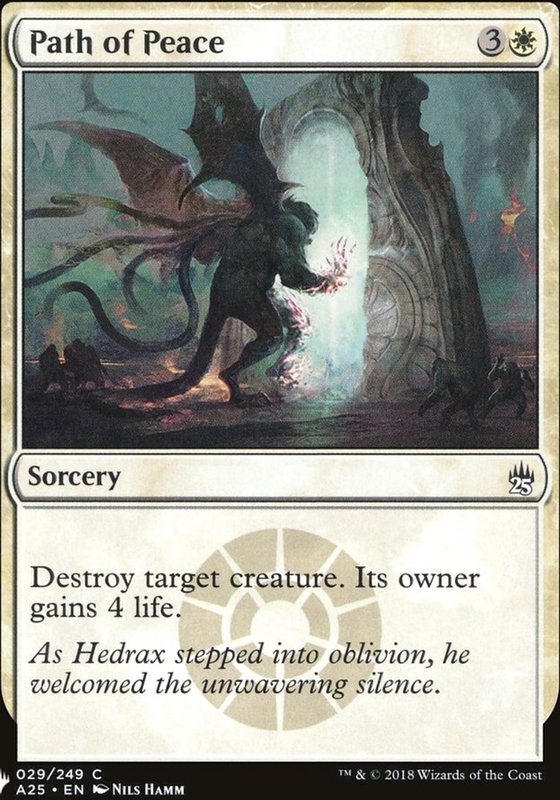 Path of Peace 3
Sorcery
25
Destroy target creature. Its owner
gains 4 life.
As Hedrax stepped into oblivion, he
welcomed the unwavering silence.
029/249 C
A25 • EN Nils Hamm
™ & © 2018 Wizards of the Coast